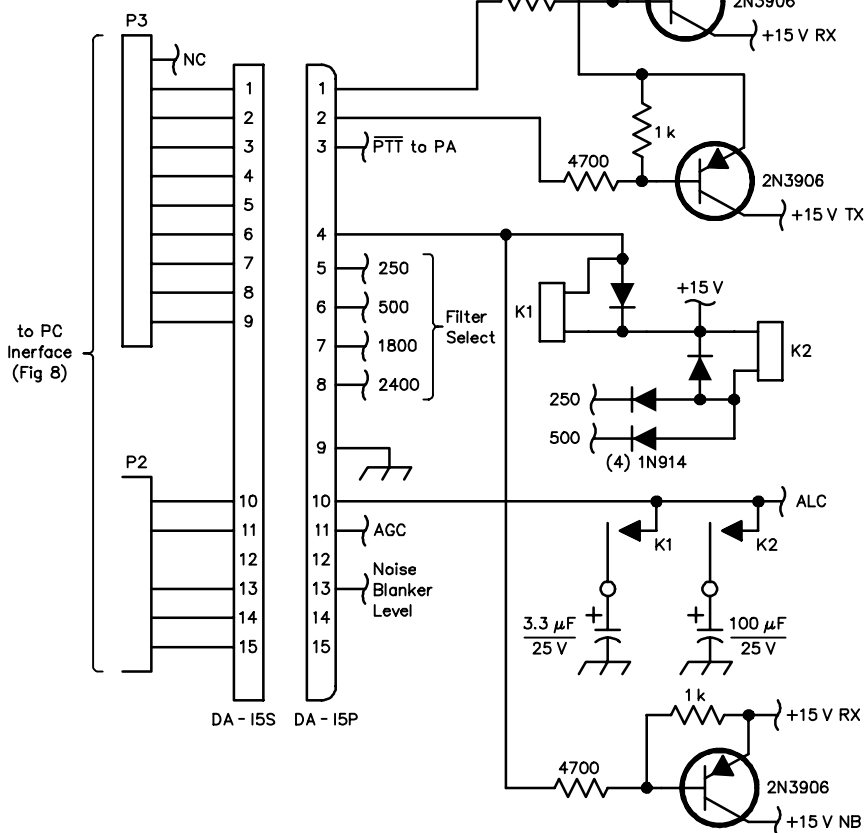 P3
NC
1
2
3
4
5
6
7
8
9
to PC
Inerface
(Fig 8)
P2
10
11
12
13
14
15
DA - 15S
1
2
3
PTT to PA
4
5
250
6
500
7
1800
8
2400
Filter
Select
9
10
11
AGC
12
13
Noise
Blanker
Level
14
15
DA - 15P
2N3906
+15 V RX
1 k
4700
2N3906
+15 V TX
K1
+15 V
K2
250
500
(4) 1N914
ALC
K1
K2
+
3.3 µF
25 V
+
100 µF
25 V
1 k
+15 V RX
4700
2N3906
+15 V NB